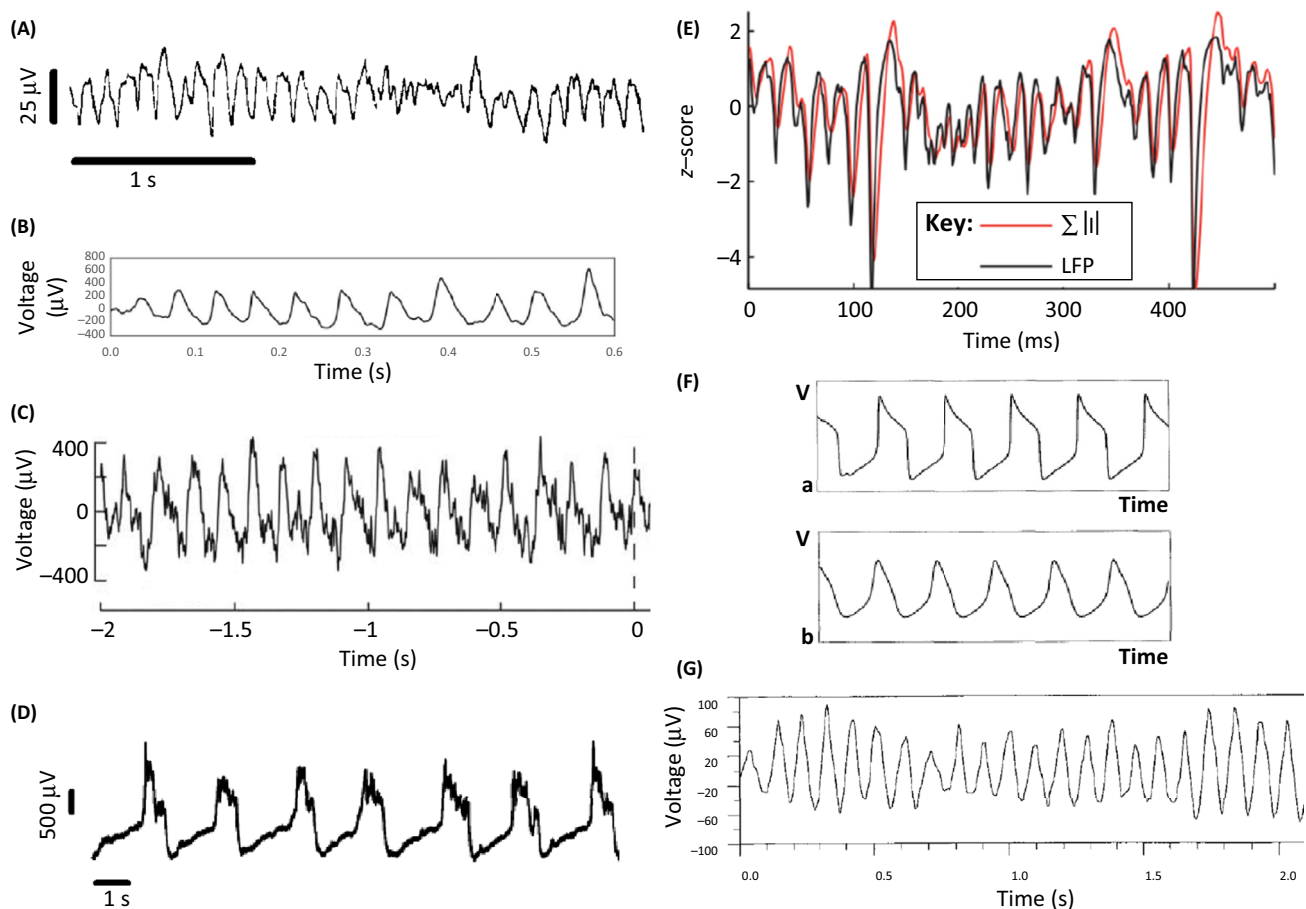 (A)
25 µV
1 s
(B)
Voltage
(µV)
800
600
400
200
0
−200
−400
0.0 0.1 0.2 0.3 0.4 0.5 0.6
Time (s)
(C)
Voltage (µV)
400
0
−400
−2 −1.5 −1 −0.5 0
Time (s)
(D)
500 µV
1 s
(E)
z−score
2
0
−2
−4
Key: ∑ |I|
LFP
0 100 200 300 400
Time (ms)
(F)
V
a
Time
V
b
Time
(G)
Voltage (µV)
100
60
20
−20
−60
−100
0.0 0.5 1.0 1.5 2.0
Time (s)